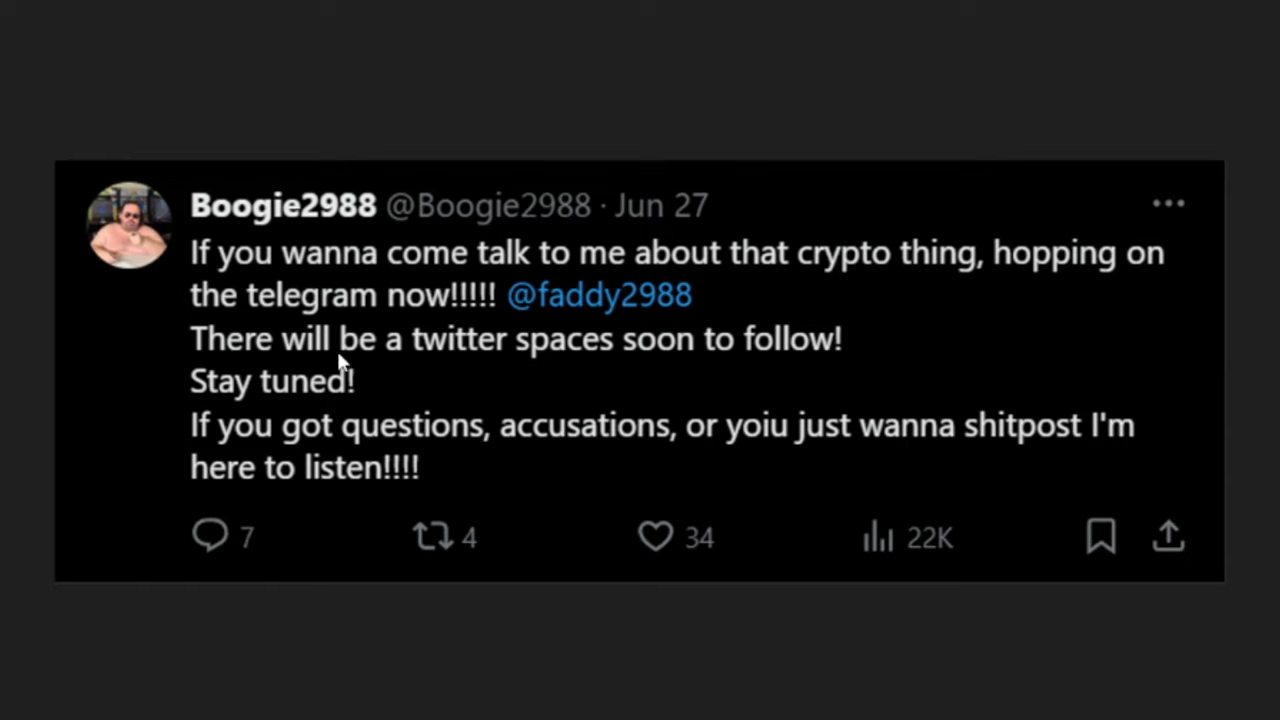 Boogie2988 @Boogie2988 · Jun 27
If you wanna come talk to me about that crypto thing, hopping on
the telegram now!!!!! @faddy2988
There will be a twitter spaces soon to follow!
Stay tuned!
If you got questions, accusations, or yoiu just wanna shitpost I'm
here to listen!!!!
7 4 34 22K